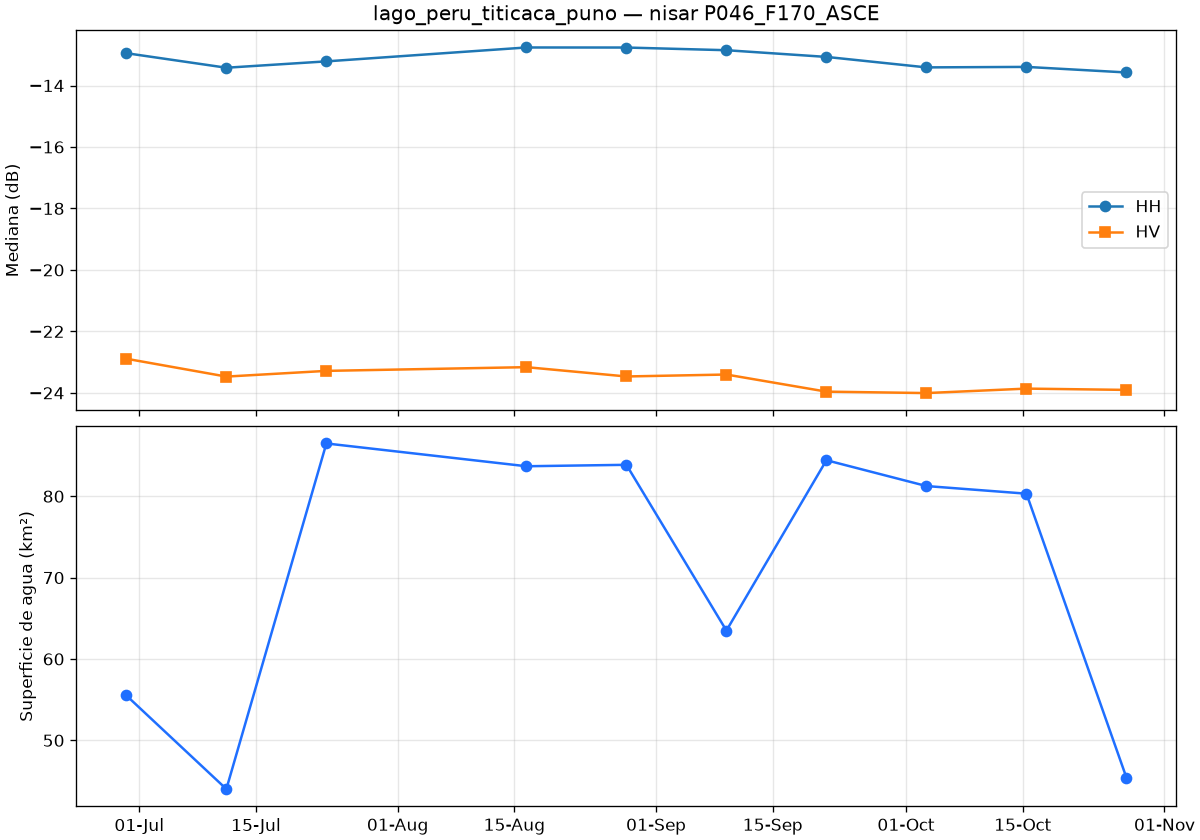 lago_peru_titicaca_puno — nisar P046_F170_ASCE
Mediana (dB)
−14
−16
−18
−20
−22
−24
HH
HV
Superficie de agua (km²)
80
70
60
50
01-Jul
15-Jul
01-Aug
15-Aug
01-Sep
15-Sep
01-Oct
15-Oct
01-Nov